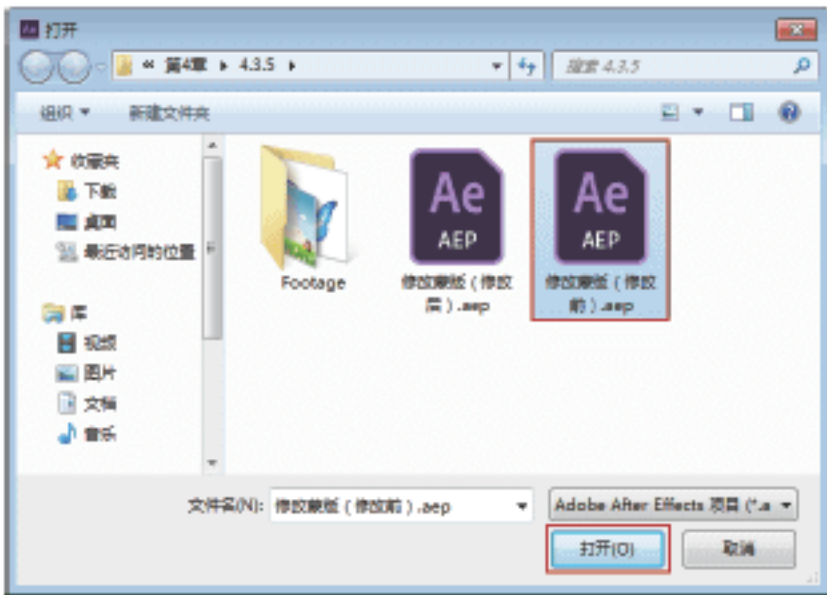 Ae 打开
« 第4章 ▸ 4.3.5 ▸
搜索 4.3.5
组织 ▼ 新建文件夹
收藏夹
下载
桌面
最近访问的位置
库
视频
图片
文档
音乐
Footage
Ae
AEP
修改蒙版（修改
后）.aep
Ae
AEP
修改蒙版（修改
前）.aep
文件名(N): 修改蒙版（修改前）.aep
Adobe After Effects 项目 (*.a
打开(O) 取消